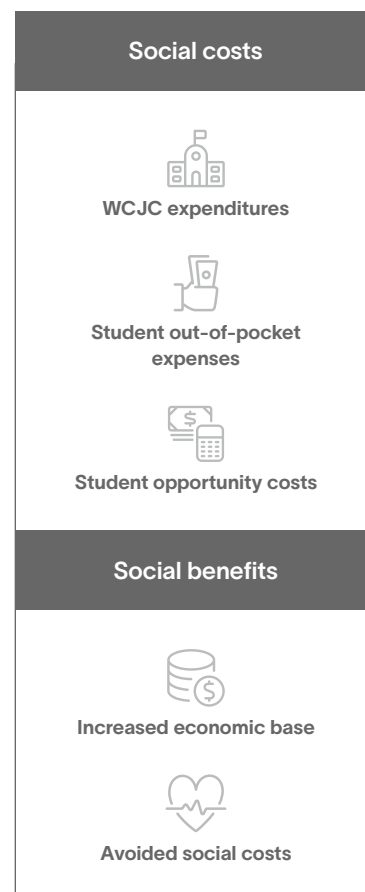 Social costs
WCJC expenditures
Student out-of-pocket
expenses
$
Student opportunity costs
Social benefits
$
Increased economic base
Avoided social costs